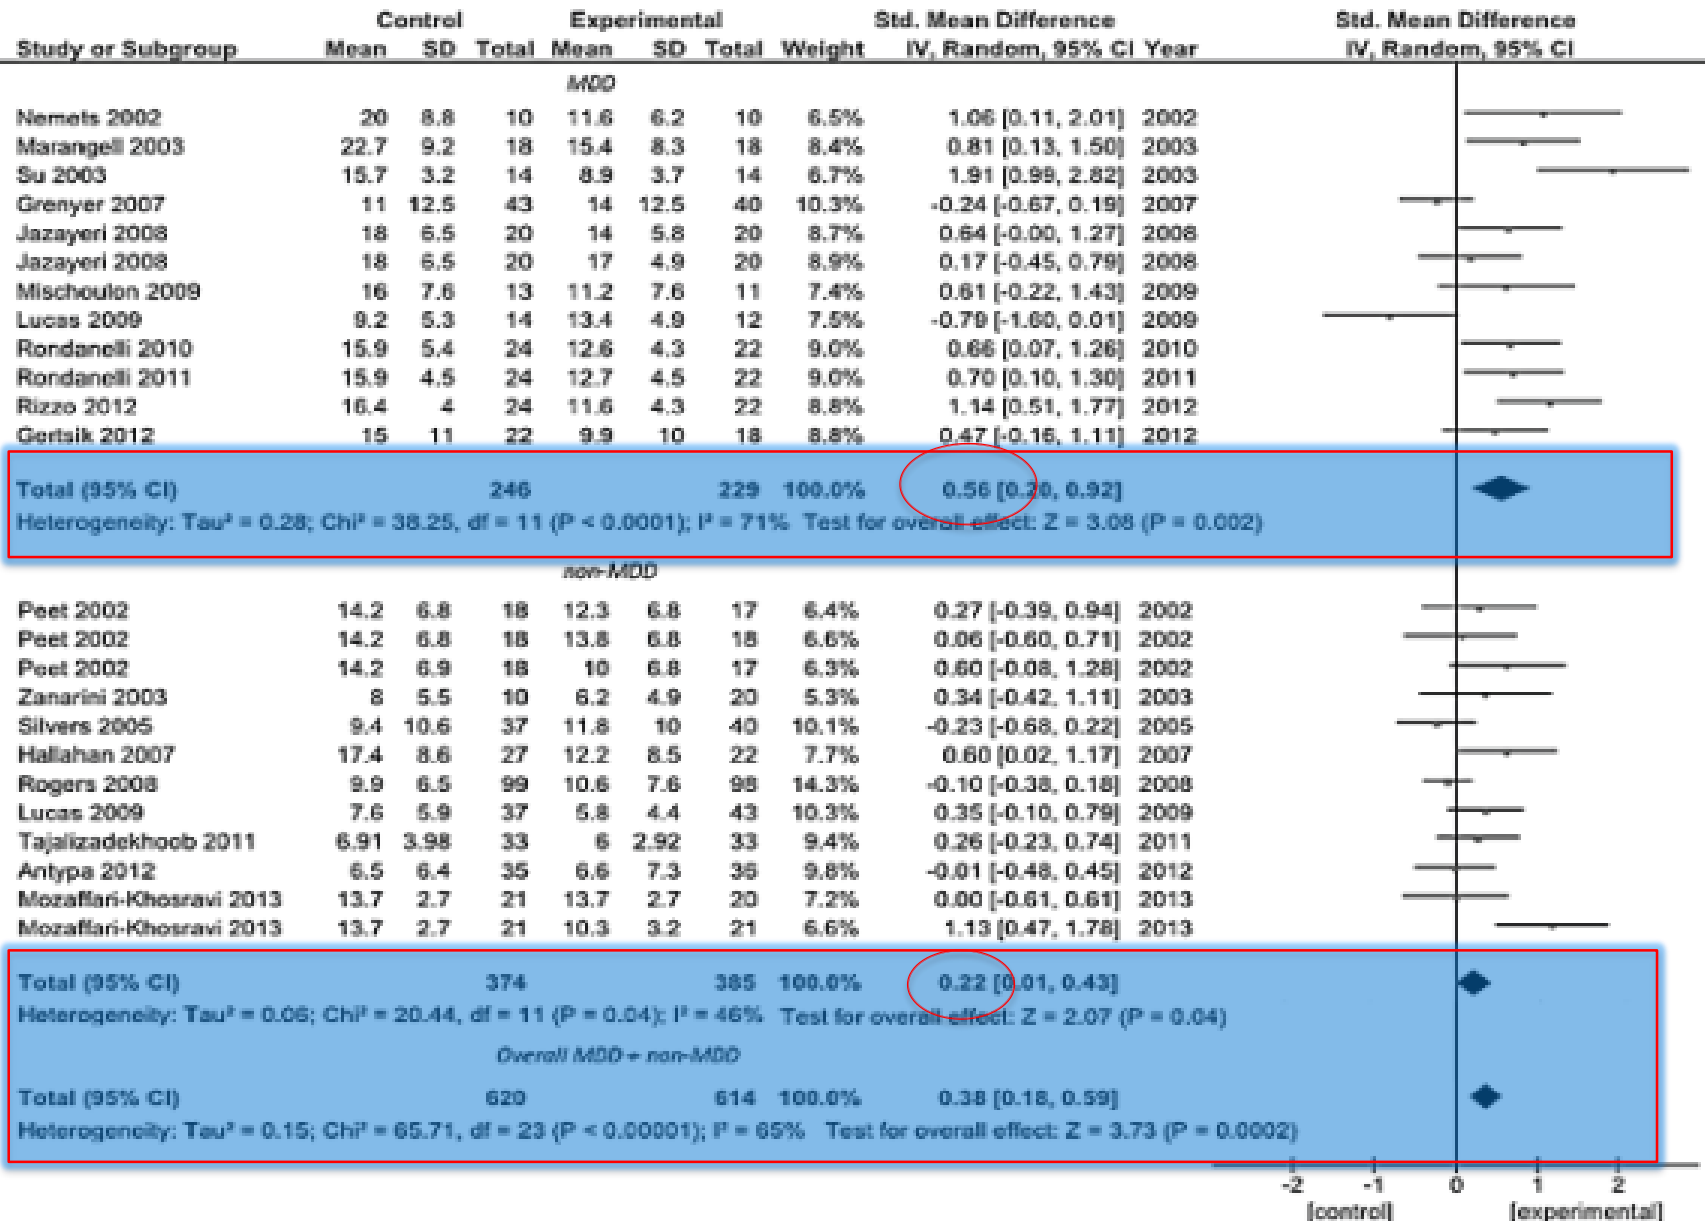 Control Experimental Std. Mean Difference Std. Mean Difference
Study or Subgroup Mean SD Total Mean SD Total Weight IV, Random, 95% CI Year IV, Random, 95% CI
MDD
Nemets 2002 20 8.8 10 11.6 6.2 10 6.5% 1.06 [0.11, 2.01] 2002
Marangell 2003 22.7 9.2 18 15.4 8.3 18 8.4% 0.81 [0.13, 1.50] 2003
Su 2003 15.7 3.2 14 8.9 3.7 14 6.7% 1.91 [0.99, 2.82] 2003
Grenyer 2007 11 12.5 43 14 12.5 40 10.3% -0.24 [-0.67, 0.19] 2007
Jazayeri 2008 18 6.5 20 14 5.8 20 8.7% 0.64 [-0.00, 1.27] 2008
Jazayeri 2008 18 6.5 20 17 4.9 20 8.9% 0.17 [-0.45, 0.79] 2008
Mischoulon 2009 16 7.6 13 11.2 7.6 11 7.4% 0.61 [-0.22, 1.43] 2009
Lucas 2009 9.2 5.3 14 13.4 4.9 12 7.5% -0.79 [-1.60, 0.01] 2009
Rondanelli 2010 15.9 5.4 24 12.6 4.3 22 9.0% 0.66 [0.07, 1.26] 2010
Rondanelli 2011 15.9 4.5 24 12.7 4.5 22 9.0% 0.70 [0.10, 1.30] 2011
Rizzo 2012 16.4 4 24 11.6 4.3 22 8.8% 1.14 [0.51, 1.77] 2012
Gertsik 2012 15 11 22 9.9 10 18 8.8% 0.47 [-0.16, 1.11] 2012
Total (95% CI) 246 229 100.0% 0.56 [0.20, 0.92]
Heterogeneity: Tau² = 0.28; Chi² = 38.25, df = 11 (P < 0.0001); I² = 71% Test for overall effect: Z = 3.08 (P = 0.002)
non-MDD
Peet 2002 14.2 6.8 18 12.3 6.8 17 6.4% 0.27 [-0.39, 0.94] 2002
Peet 2002 14.2 6.8 18 13.8 6.8 18 6.6% 0.06 [-0.60, 0.71] 2002
Peet 2002 14.2 6.9 18 10 6.8 17 6.3% 0.60 [-0.08, 1.28] 2002
Zanarini 2003 8 5.5 10 6.2 4.9 20 5.3% 0.34 [-0.42, 1.11] 2003
Silvers 2005 9.4 10.6 37 11.8 10 40 10.1% -0.23 [-0.68, 0.22] 2005
Hallahan 2007 17.4 8.6 27 12.2 8.5 22 7.7% 0.60 [0.02, 1.17] 2007
Rogers 2008 9.9 6.5 99 10.6 7.6 98 14.3% -0.10 [-0.38, 0.18] 2008
Lucas 2009 7.6 5.9 37 5.8 4.4 43 10.3% 0.35 [-0.10, 0.79] 2009
Tajalizadekhoob 2011 6.91 3.98 33 6 2.92 33 9.4% 0.26 [-0.23, 0.74] 2011
Antypa 2012 6.5 6.4 35 6.6 7.3 36 9.8% -0.01 [-0.48, 0.45] 2012
Mozaffari-Khosravi 2013 13.7 2.7 21 13.7 2.7 20 7.2% 0.00 [-0.61, 0.61] 2013
Mozaffari-Khosravi 2013 13.7 2.7 21 10.3 3.2 21 6.6% 1.13 [0.47, 1.78] 2013
Total (95% CI) 374 385 100.0% 0.22 [0.01, 0.43]
Heterogeneity: Tau² = 0.06; Chi² = 20.44, df = 11 (P = 0.04); I² = 46% Test for overall effect: Z = 2.07 (P = 0.04)
Overall MDD + non-MDD
Total (95% CI) 620 614 100.0% 0.38 [0.18, 0.59]
Heterogeneity: Tau² = 0.15; Chi² = 65.71, df = 23 (P < 0.00001); I² = 65% Test for overall effect: Z = 3.73 (P = 0.0002)
-2 -1 0 1 2
[control] [experimental]